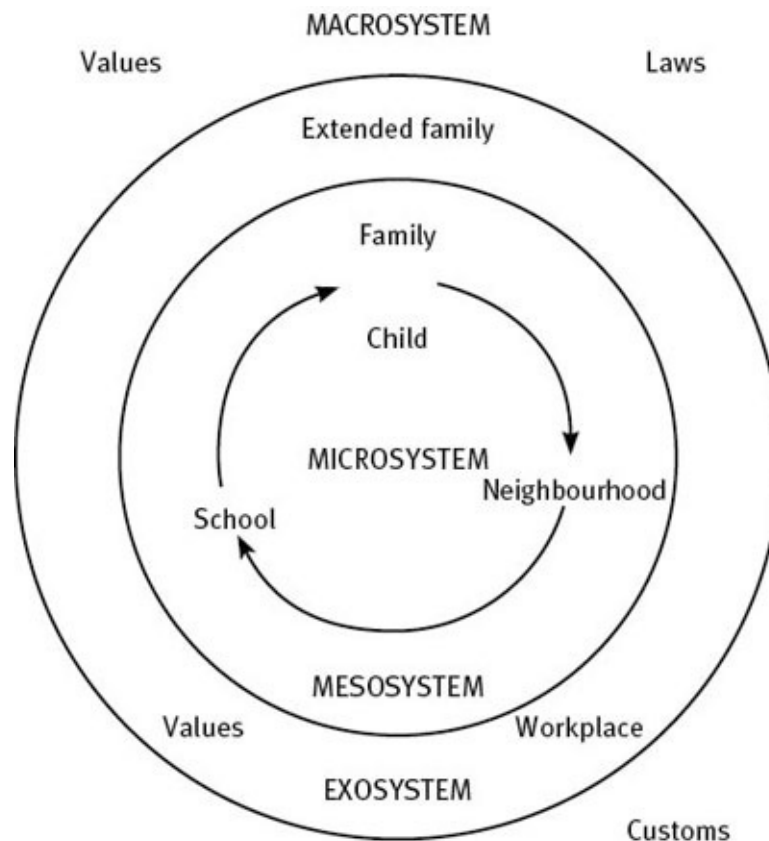 MACROSYSTEM
Values
Laws
Extended family
Family
Child
MICROSYSTEM
Neighbourhood
School
MESOSYSTEM
Values
Workplace
EXOSYSTEM
Customs